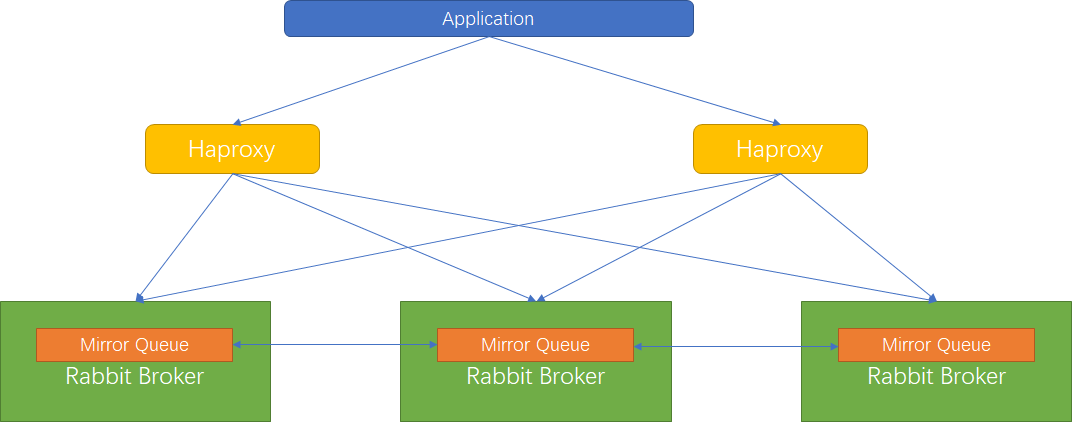 Application
Haproxy
Haproxy
Mirror Queue
Rabbit Broker
Mirror Queue
Rabbit Broker
Mirror Queue
Rabbit Broker